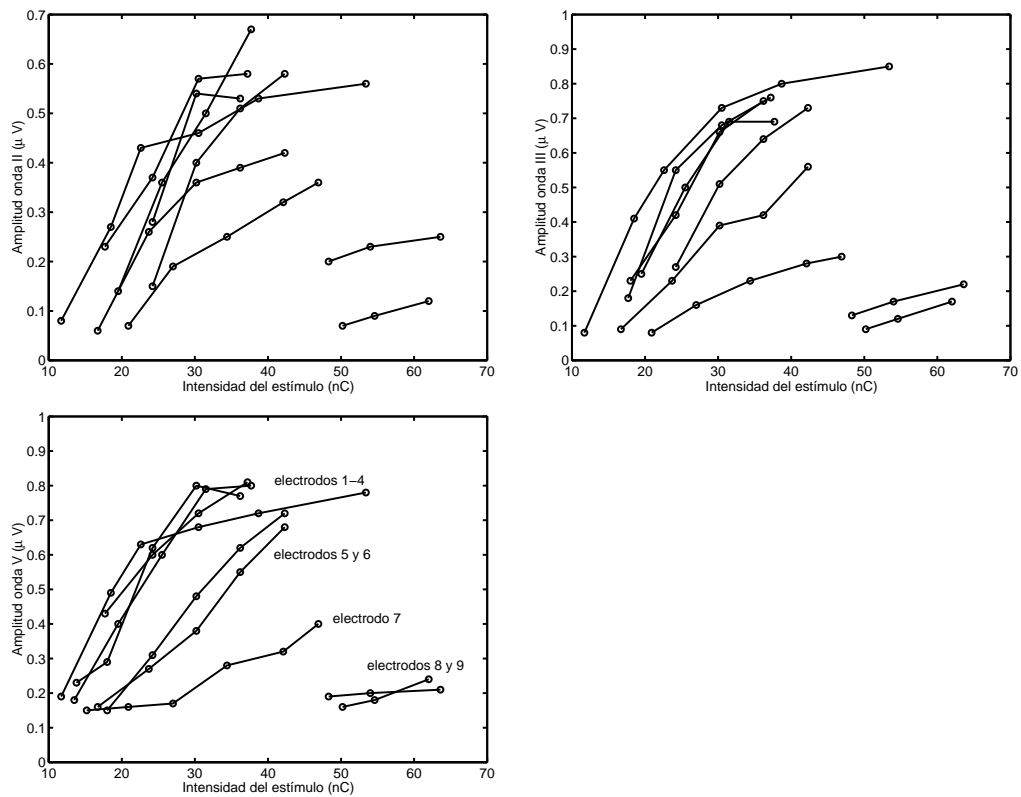 0.7
0.6
0.5
0.4
0.3
0.2
0.1
0
10 20 30 40 50 60 70
Amplitud onda II (μ V)
Intensidad del estímulo (nC)
1
0.9
0.8
0.7
0.6
0.5
0.4
0.3
0.2
0.1
0
10 20 30 40 50 60 70
Amplitud onda III (μ V)
Intensidad del estímulo (nC)
1
0.9
0.8
0.7
0.6
0.5
0.4
0.3
0.2
0.1
0
10 20 30 40 50 60 70
Amplitud onda V (μ V)
Intensidad del estímulo (nC)
electrodos 1−4
electrodos 5 y 6
electrodo 7
electrodos 8 y 9